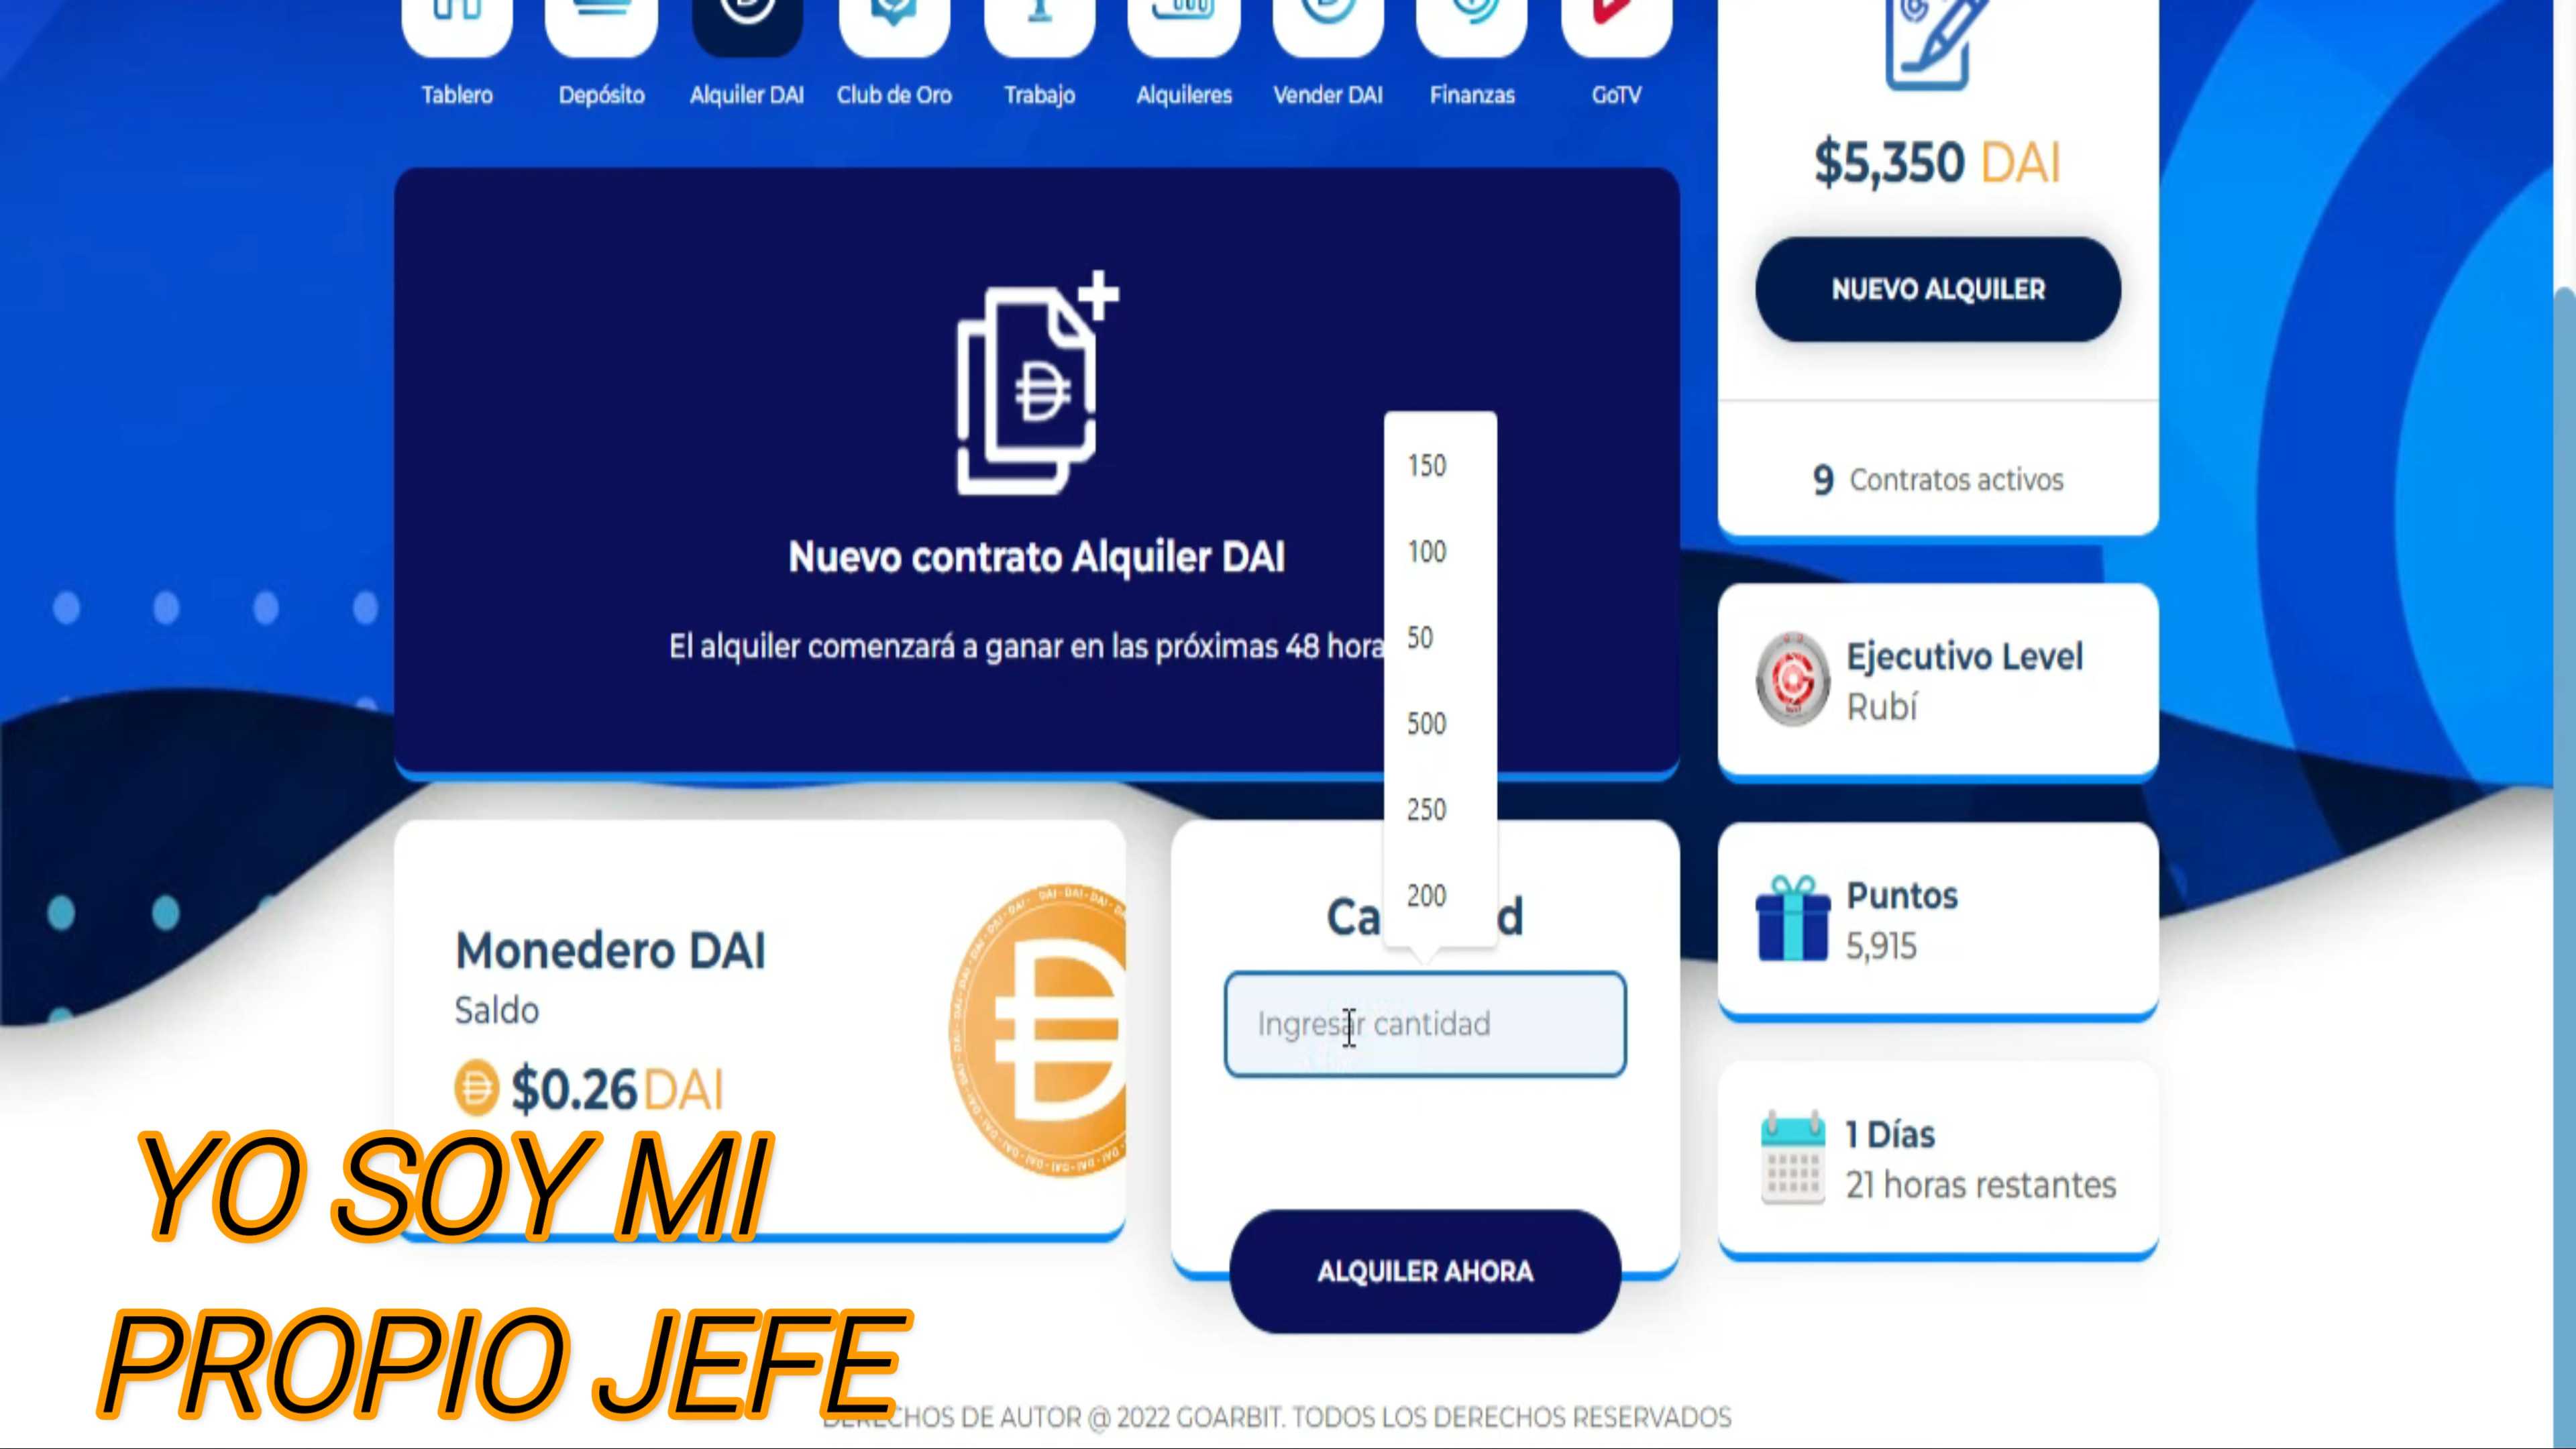 Tablero
Depósito
Alquiler DAI
Club de Oro
Trabajo
Alquileres
Vender DAI
Finanzas
GoTV
$5,350 DAI
NUEVO ALQUILER
9 Contratos activos
Nuevo contrato Alquiler DAI
El alquiler comenzará a ganar en las próximas 48 hora
150
100
50
500
250
200
Ejecutivo Level
Rubí
Puntos
5,915
1 Días
21 horas restantes
Monedero DAI
Saldo
$0.26 DAI
Ingresar cantidad
ALQUILER AHORA
YO SOY MI
PROPIO JEFE
DERECHOS DE AUTOR @ 2022 GOARBIT. TODOS LOS DERECHOS RESERVADOS